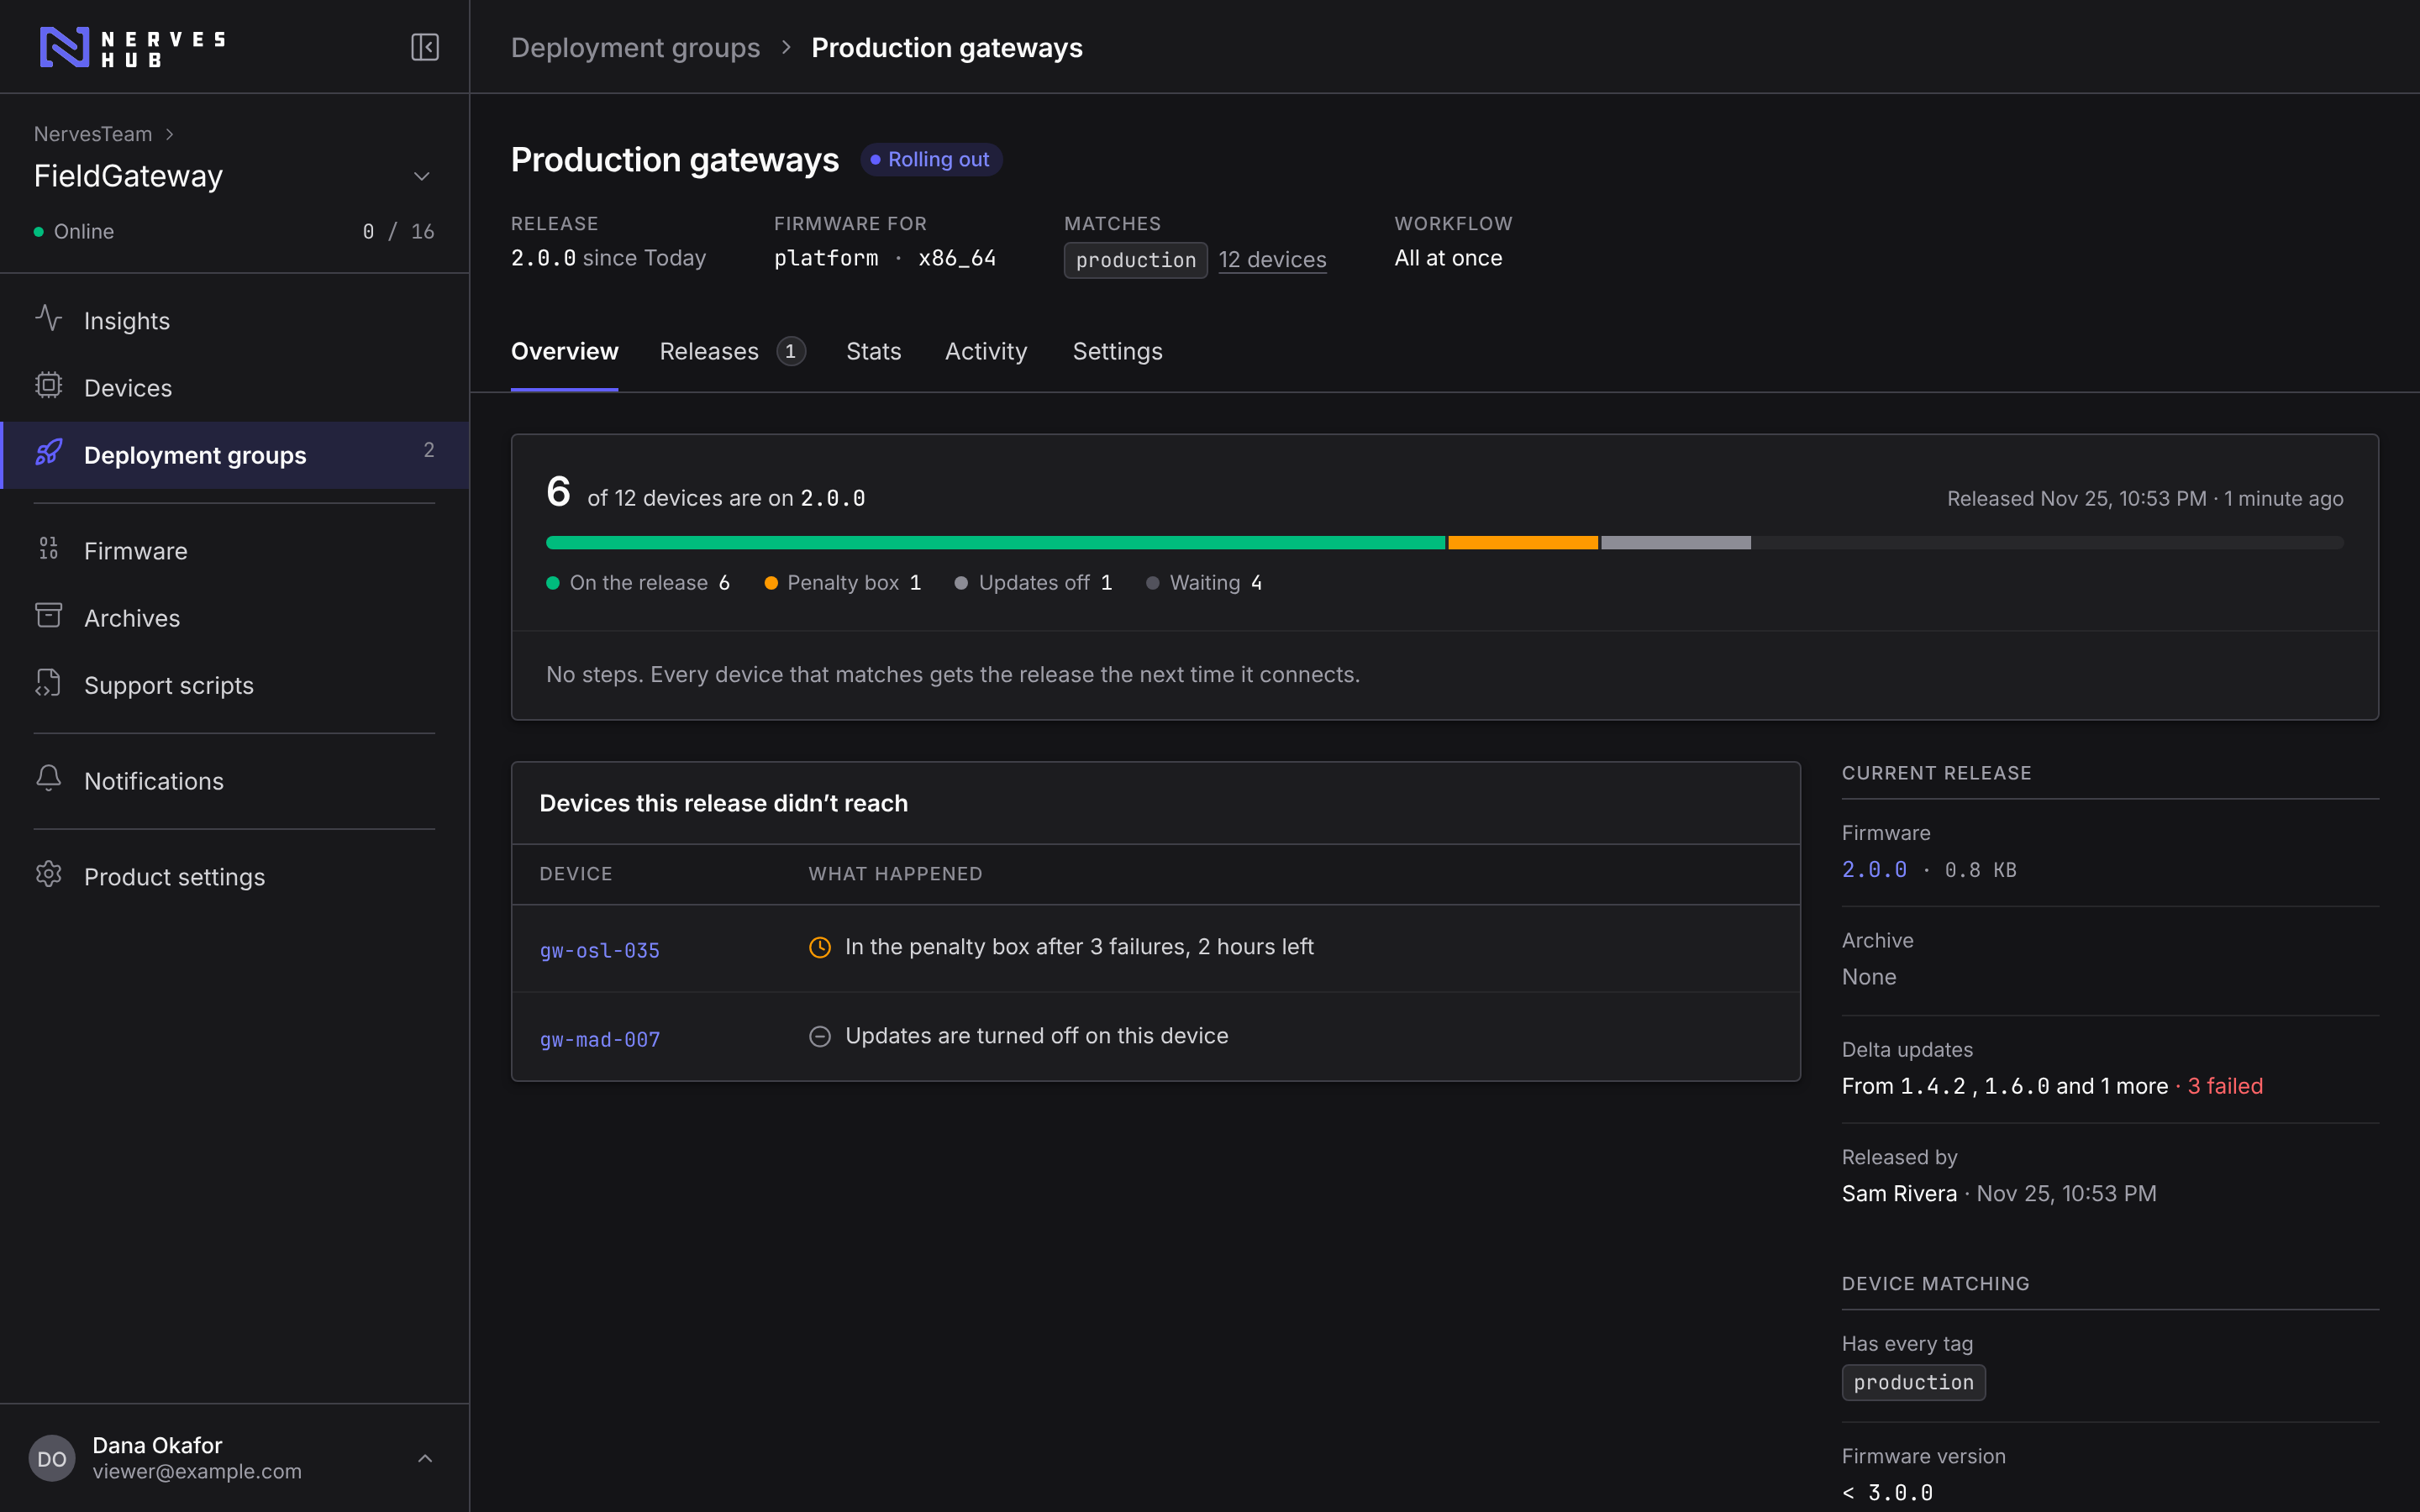 NERVES
HUB
NervesTeam
FieldGateway
Online 0 / 16
Insights
Devices
Deployment groups 2
Firmware
Archives
Support scripts
Notifications
Product settings
DO
Dana Okafor
viewer@example.com
Deployment groups > Production gateways
Production gateways Rolling out
RELEASE
2.0.0 since Today
FIRMWARE FOR
platform · x86_64
MATCHES
production 12 devices
WORKFLOW
All at once
Overview Releases 1 Stats Activity Settings
6 of 12 devices are on 2.0.0
Released Nov 25, 10:53 PM · 1 minute ago
On the release 6 Penalty box 1 Updates off 1 Waiting 4
No steps. Every device that matches gets the release the next time it connects.
Devices this release didn’t reach
DEVICE WHAT HAPPENED
gw-osl-035 In the penalty box after 3 failures, 2 hours left
gw-mad-007 Updates are turned off on this device
CURRENT RELEASE
Firmware
2.0.0 · 0.8 KB
Archive
None
Delta updates
From 1.4.2 , 1.6.0 and 1 more · 3 failed
Released by
Sam Rivera · Nov 25, 10:53 PM
DEVICE MATCHING
Has every tag
production
Firmware version
< 3.0.0